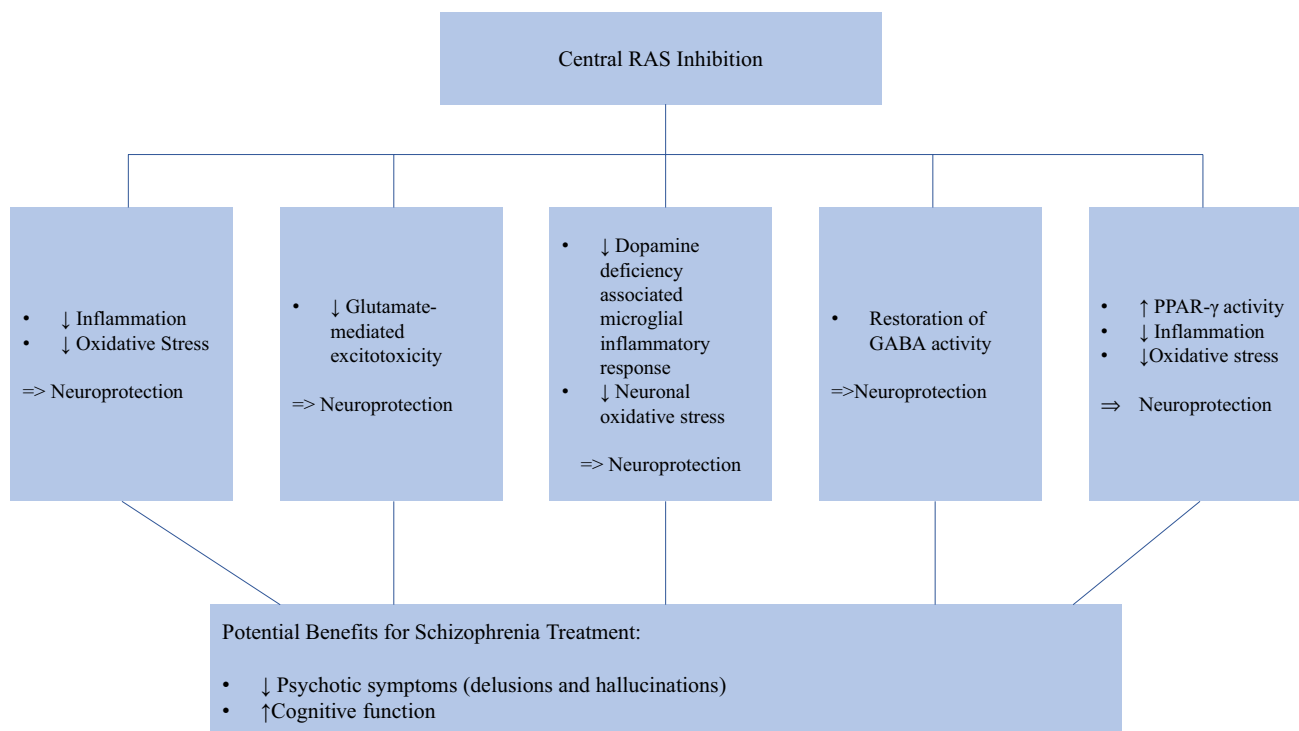 Central RAS Inhibition
• ↓ Inflammation
• ↓ Oxidative Stress
=> Neuroprotection
• ↓ Glutamate-
mediated
excitotoxicity
=> Neuroprotection
• ↓ Dopamine
deficiency
associated
microglial
inflammatory
response
• ↓ Neuronal
oxidative stress
=> Neuroprotection
• Restoration of
GABA activity
=>Neuroprotection
• ↑ PPAR-γ activity
• ↓ Inflammation
• ↓Oxidative stress
⇒ Neuroprotection
Potential Benefits for Schizophrenia Treatment:
• ↓ Psychotic symptoms (delusions and hallucinations)
• ↑Cognitive function